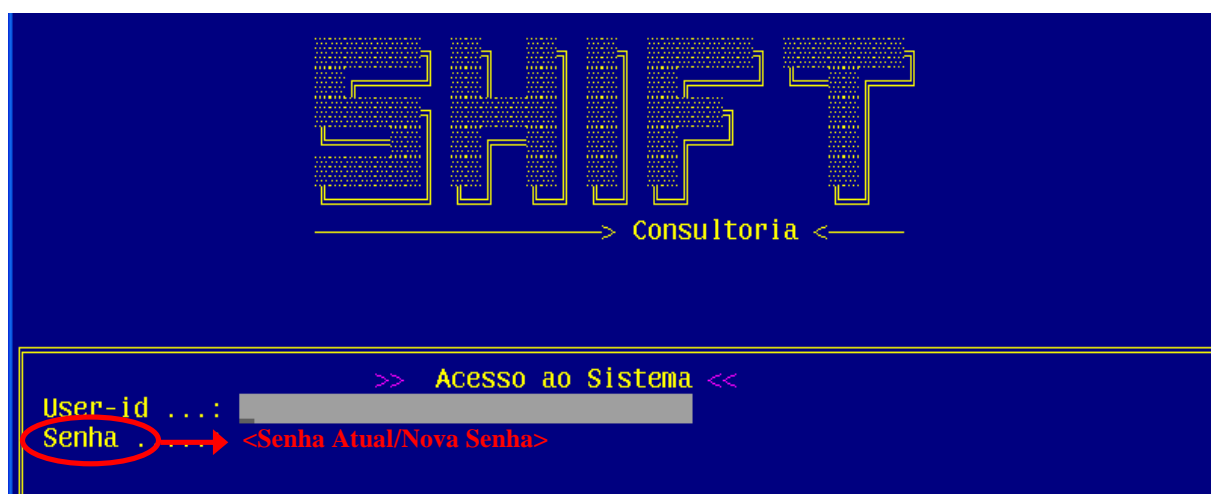 SHIFT
> Consultoria <
>> Acesso ao Sistema <<
User-id ...:
Senha . ...: <Senha Atual/Nova Senha>